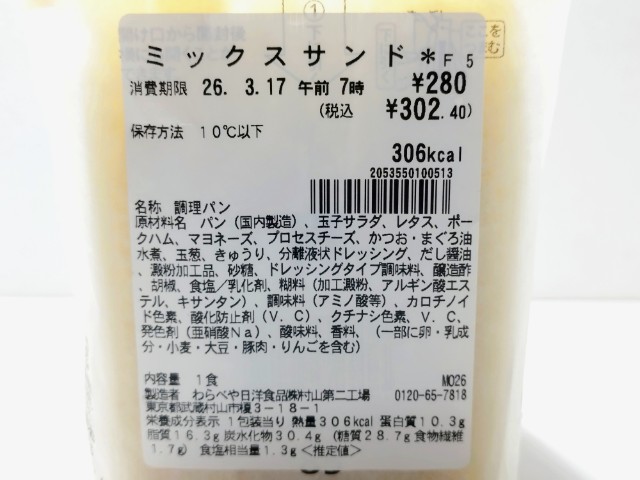 ①
下
ミックスサンド*F5
消費期限 26. 3.17 午前 7時 ¥280
(税込 ¥302.40)
保存方法 10℃以下
306kcal
2053550100513
名称 調理パン
原材料名 パン(国内製造)、玉子サラダ、レタス、ポー
クハム、マヨネーズ、プロセスチーズ、かつお・まぐろ油
水煮、玉葱、きゅうり、分離液状ドレッシング、だし醤油
、澱粉加工品、砂糖、ドレッシングタイプ調味料、醸造酢
、胡椒、食塩/乳化剤、糊料(加工澱粉、アルギン酸エス
テル、キサンタン)、調味料(アミノ酸等)、カロチノイ
ド色素、酸化防止剤(V.C)、クチナシ色素、V.C、
発色剤(亜硝酸Na)、酸味料、香料、(一部に卵・乳成
分・小麦・大豆・豚肉・りんごを含む)
内容量 1食 M026
製造者 わらべや日洋食品㈱村山第二工場 0120-65-7818
東京都武蔵村山市榎3-18-1
栄養成分表示 1包装当り 熱量306kcal 蛋白質10.3g
脂質16.3g 炭水化物30.4g (糖質28.7g 食物繊維
1.7g) 食塩相当量1.3g <推定値>